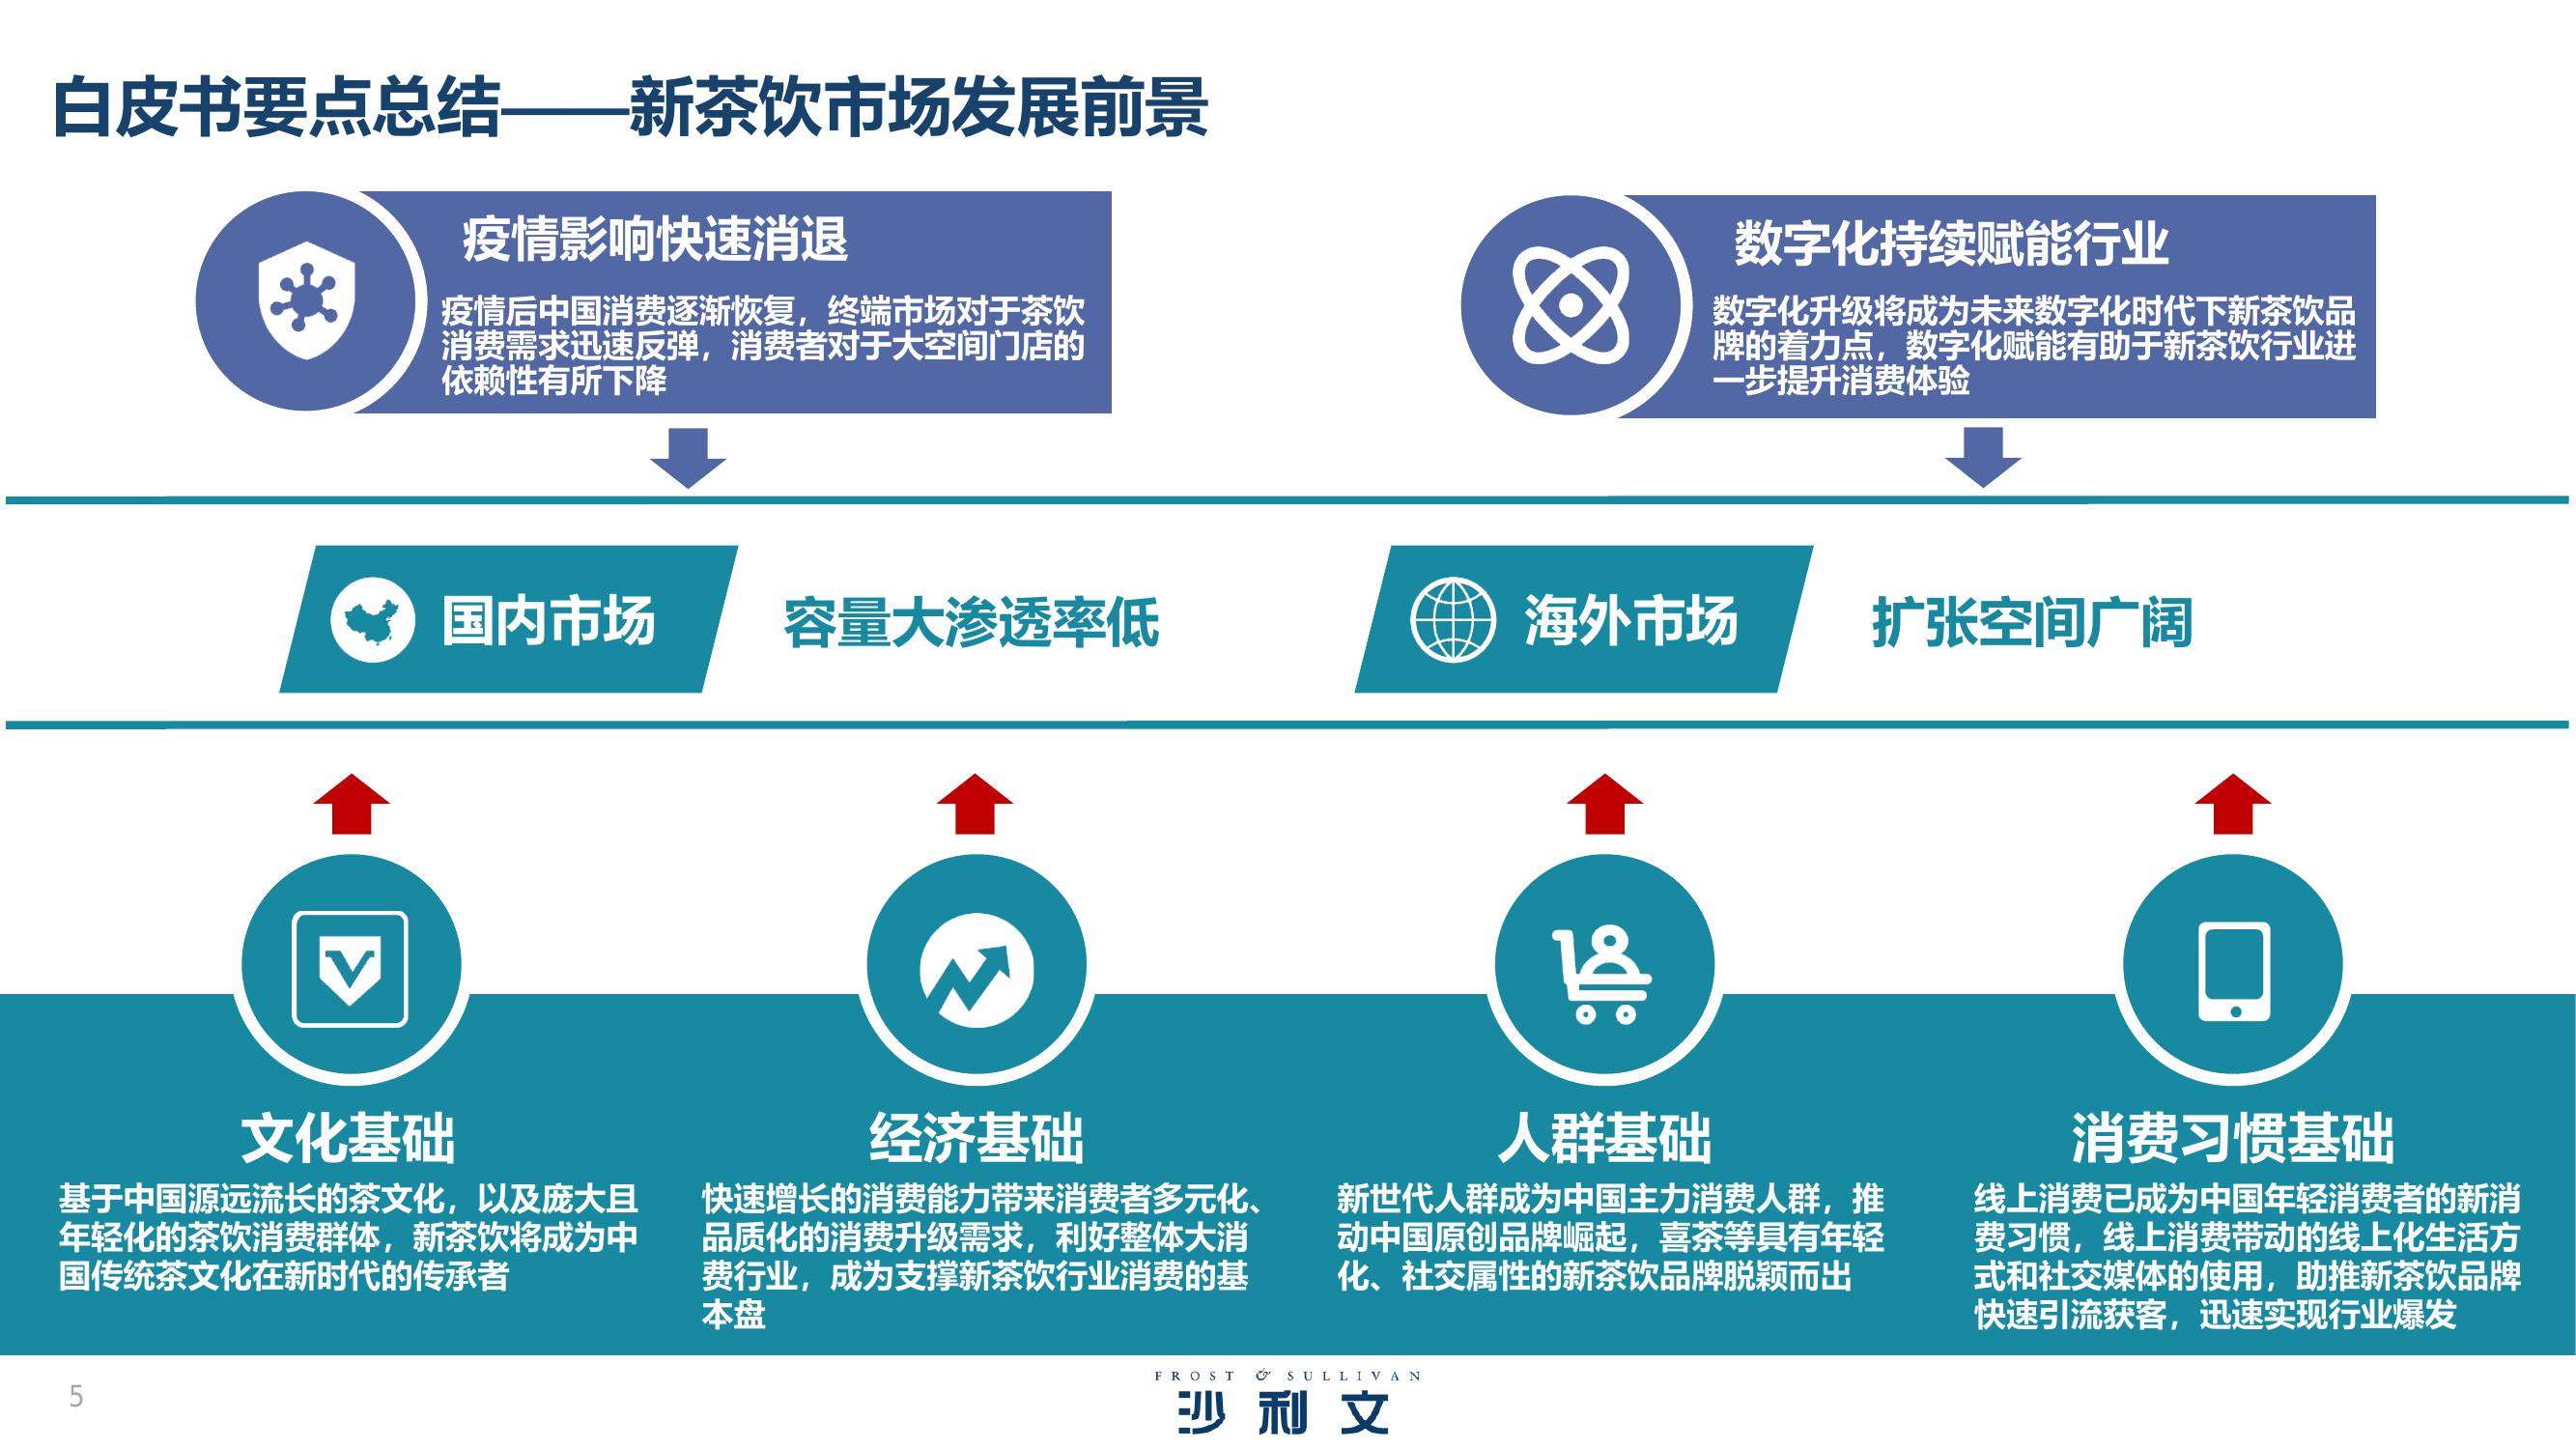 白皮书要点总结——新茶饮市场发展前景
疫情影响快速消退
疫情后中国消费逐渐恢复，终端市场对于茶饮
消费需求迅速反弹，消费者对于大空间门店的
依赖性有所下降
数字化持续赋能行业
数字化升级将成为未来数字化时代下新茶饮品
牌的着力点，数字化赋能有助于新茶饮行业进
一步提升消费体验
国内市场
容量大渗透率低
海外市场
扩张空间广阔
文化基础
基于中国源远流长的茶文化，以及庞大且
年轻化的茶饮消费群体，新茶饮将成为中
国传统茶文化在新时代的传承者
经济基础
快速增长的消费能力带来消费者多元化、
品质化的消费升级需求，利好整体大消
费行业，成为支撑新茶饮行业消费的基
本盘
人群基础
新世代人群成为中国主力消费人群，推
动中国原创品牌崛起，喜茶等具有年轻
化、社交属性的新茶饮品牌脱颖而出
消费习惯基础
线上消费已成为中国年轻消费者的新消
费习惯，线上消费带动的线上化生活方
式和社交媒体的使用，助推新茶饮品牌
快速引流获客，迅速实现行业爆发
5
FROST & SULLIVAN
沙利文